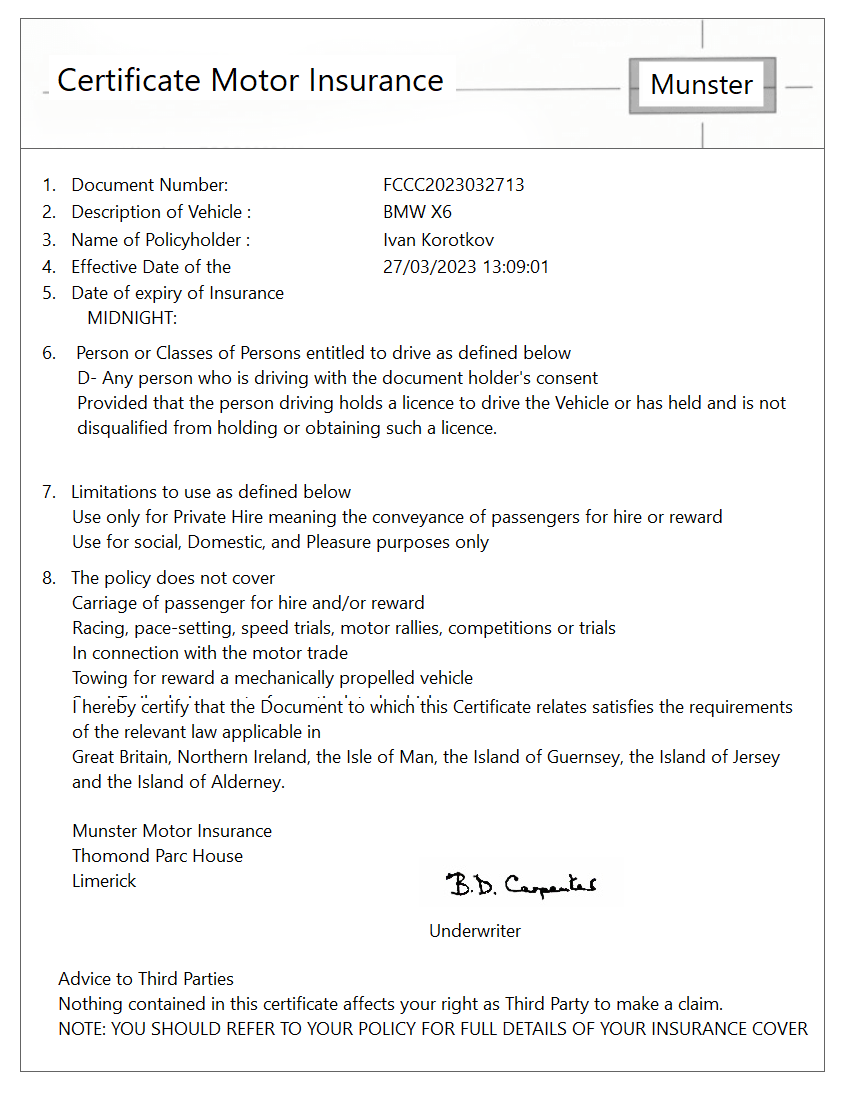 Certificate Motor Insurance
Munster
1. Document Number: FCCC2023032713
2. Description of Vehicle : BMW X6
3. Name of Policyholder : Ivan Korotkov
4. Effective Date of the 27/03/2023 13:09:01
5. Date of expiry of Insurance
MIDNIGHT:
6. Person or Classes of Persons entitled to drive as defined below
D- Any person who is driving with the document holder's consent
Provided that the person driving holds a licence to drive the Vehicle or has held and is not
disqualified from holding or obtaining such a licence.
7. Limitations to use as defined below
Use only for Private Hire meaning the conveyance of passengers for hire or reward
Use for social, Domestic, and Pleasure purposes only
8. The policy does not cover
Carriage of passenger for hire and/or reward
Racing, pace-setting, speed trials, motor rallies, competitions or trials
In connection with the motor trade
Towing for reward a mechanically propelled vehicle
I hereby certify that the Document to which this Certificate relates satisfies the requirements
of the relevant law applicable in
Great Britain, Northern Ireland, the Isle of Man, the Island of Guernsey, the Island of Jersey
and the Island of Alderney.
Munster Motor Insurance
Thomond Parc House
Limerick
B.D. Carpenter
Underwriter
Advice to Third Parties
Nothing contained in this certificate affects your right as Third Party to make a claim.
NOTE: YOU SHOULD REFER TO YOUR POLICY FOR FULL DETAILS OF YOUR INSURANCE COVER